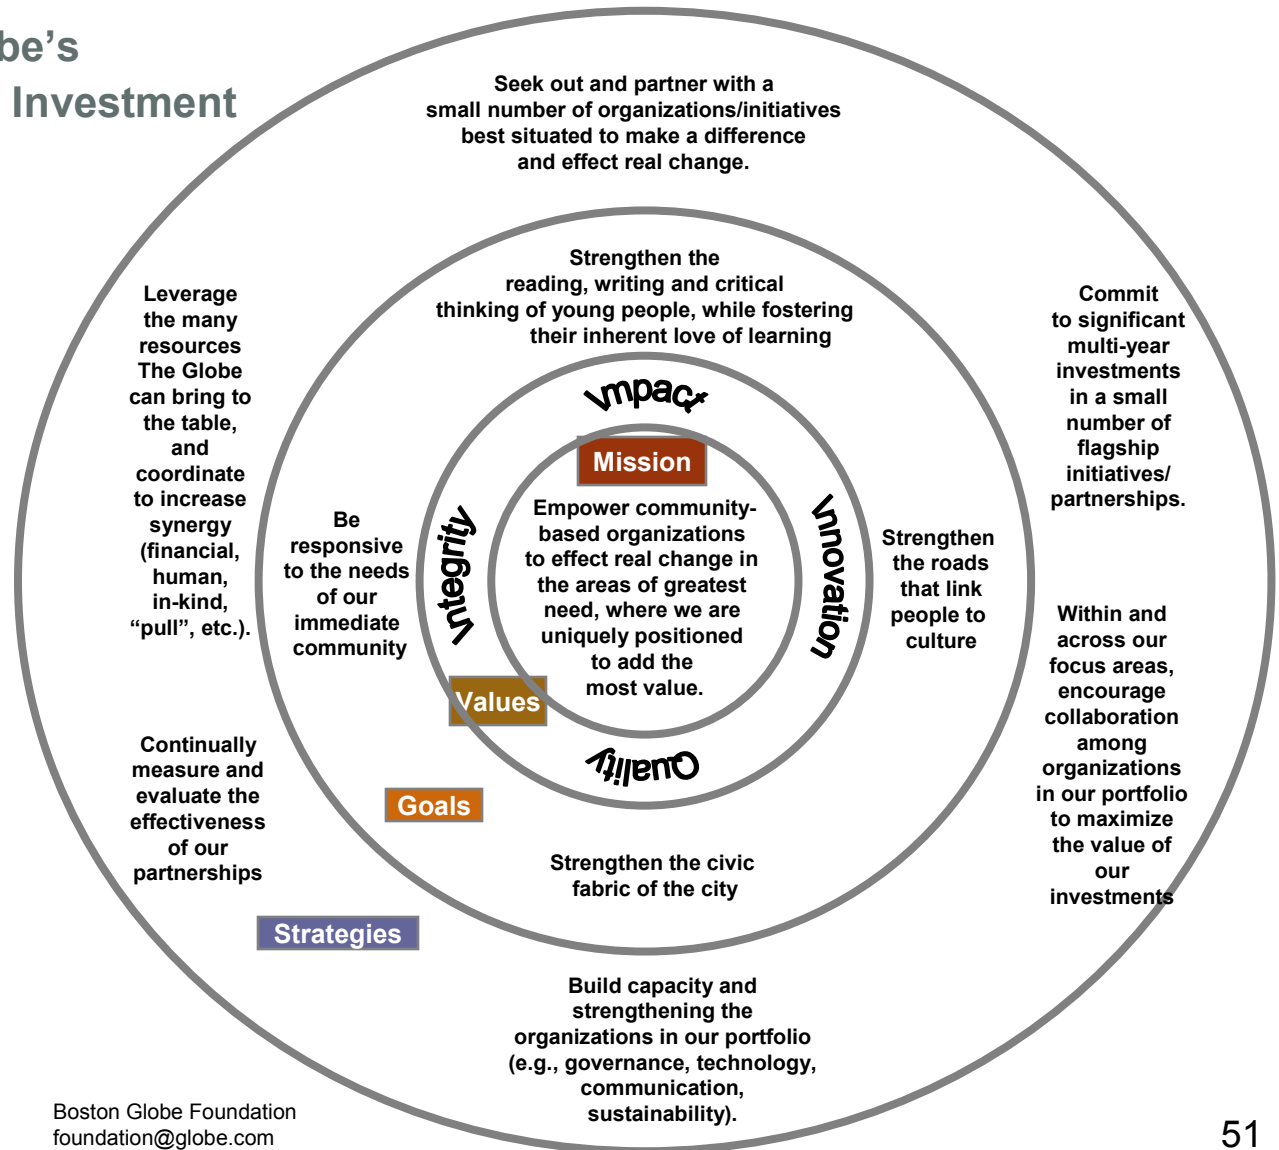 be's
Investment
Seek out and partner with a
small number of organizations/initiatives
best situated to make a difference
and effect real change.
Strengthen the
reading, writing and critical
thinking of young people, while fostering
their inherent love of learning
Leverage
the many
resources
The Globe
can bring to
the table,
and
coordinate
to increase
synergy
(financial,
human,
in-kind,
“pull”, etc.).
Commit
to significant
multi-year
investments
in a small
number of
flagship
initiatives/
partnerships.
Impact
Mission
Empower community-
based organizations
to effect real change in
the areas of greatest
need, where we are
uniquely positioned
to add the
most value.
Integrity
Innovation
Be
responsive
to the needs
of our
immediate
community
Strengthen
the roads
that link
people to
culture
Within and
across our
focus areas,
encourage
collaboration
among
organizations
in our portfolio
to maximize
the value of
our
investments
Values
Quality
Continually
measure and
evaluate the
effectiveness
of our
partnerships
Goals
Strengthen the civic
fabric of the city
Strategies
Build capacity and
strengthening the
organizations in our portfolio
(e.g., governance, technology,
communication,
sustainability).
Boston Globe Foundation
foundation@globe.com
51